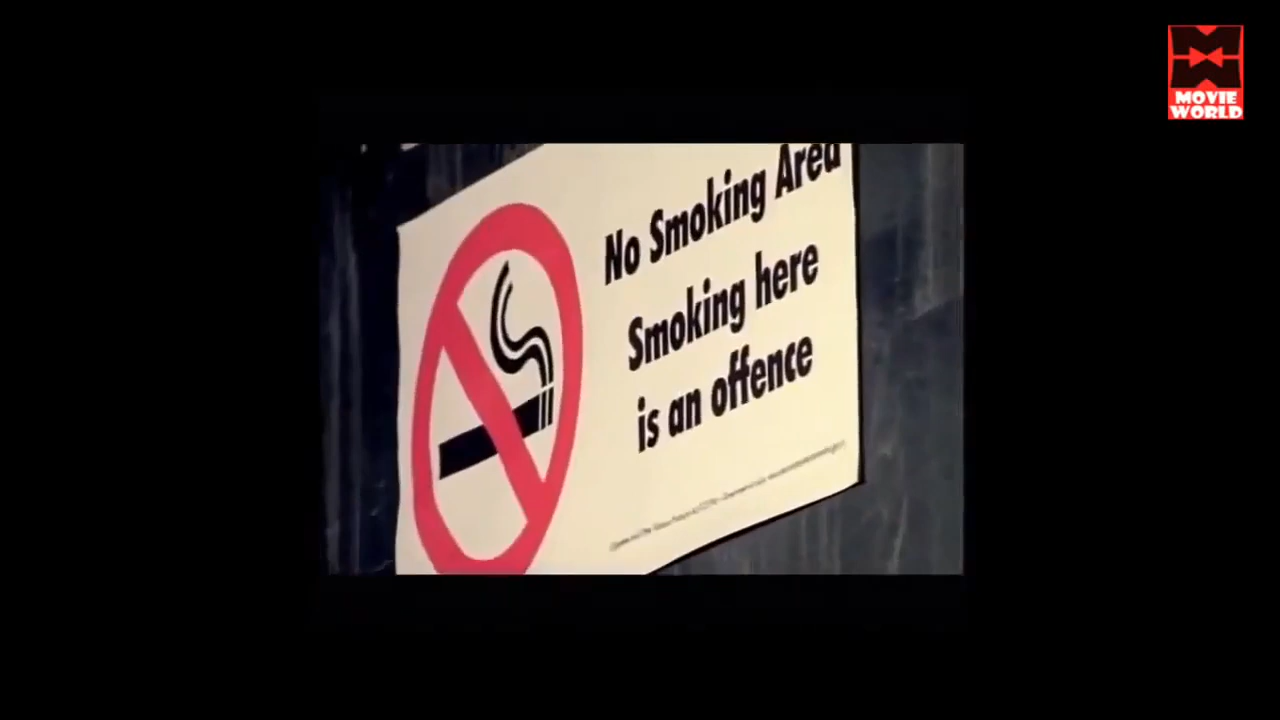 No Smoking Area
Smoking here
is an offence
MOVIE
WORLD